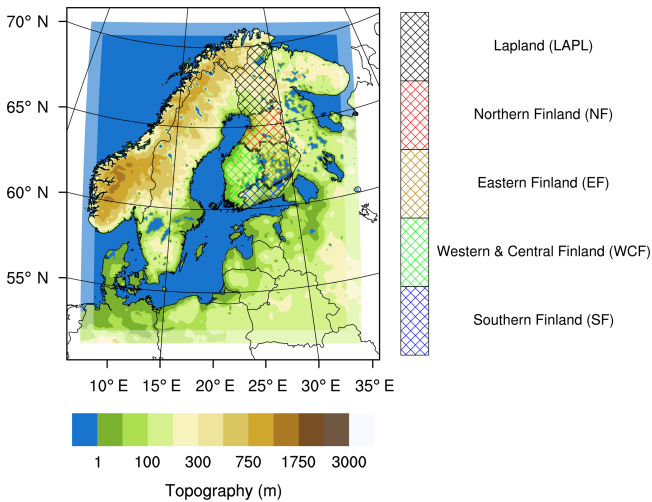 70° N
65° N
60° N
55° N
10° E 15° E 20° E 25° E 30° E 35° E
Lapland (LAPL)
Northern Finland (NF)
Eastern Finland (EF)
Western & Central Finland (WCF)
Southern Finland (SF)
1 100 300 750 1750 3000
Topography (m)